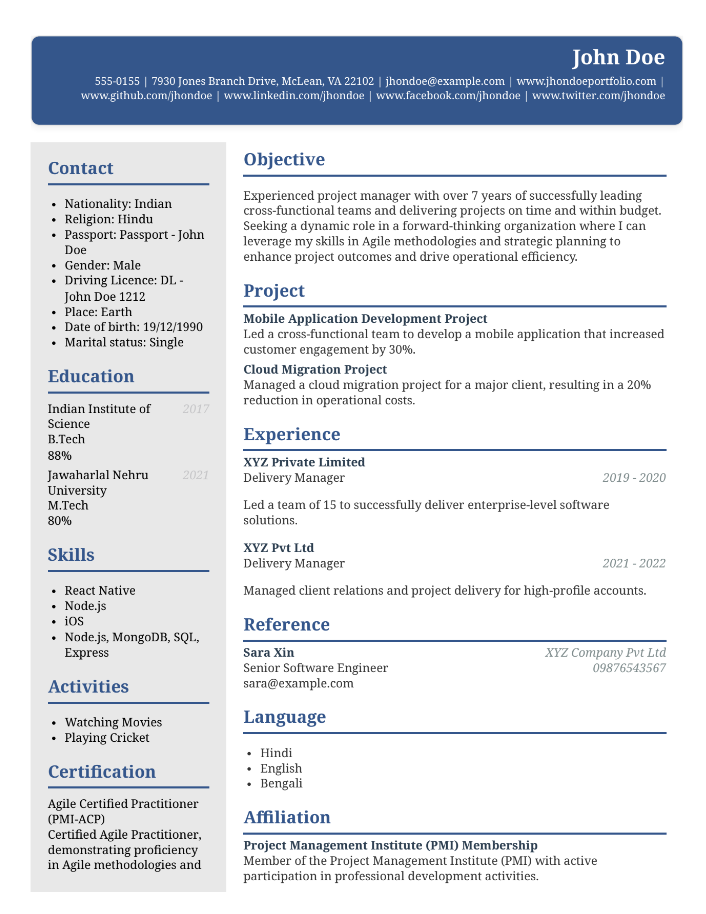 John Doe
555-0155 | 7930 Jones Branch Drive, McLean, VA 22102 | jhondoe@example.com | www.jhondoeportfolio.com |
www.github.com/jhondoe | www.linkedin.com/jhondoe | www.facebook.com/jhondoe | www.twitter.com/jhondoe
Contact
• Nationality: Indian
• Religion: Hindu
• Passport: Passport - John
Doe
• Gender: Male
• Driving Licence: DL -
John Doe 1212
• Place: Earth
• Date of birth: 19/12/1990
• Marital status: Single
Education
Indian Institute of 2017
Science
B.Tech
88%
Jawaharlal Nehru 2021
University
M.Tech
80%
Skills
• React Native
• Node.js
• iOS
• Node.js, MongoDB, SQL,
Express
Activities
• Watching Movies
• Playing Cricket
Certification
Agile Certified Practitioner
(PMI-ACP)
Certified Agile Practitioner,
demonstrating proficiency
in Agile methodologies and
Objective
Experienced project manager with over 7 years of successfully leading
cross-functional teams and delivering projects on time and within budget.
Seeking a dynamic role in a forward-thinking organization where I can
leverage my skills in Agile methodologies and strategic planning to
enhance project outcomes and drive operational efficiency.
Project
Mobile Application Development Project
Led a cross-functional team to develop a mobile application that increased
customer engagement by 30%.
Cloud Migration Project
Managed a cloud migration project for a major client, resulting in a 20%
reduction in operational costs.
Experience
XYZ Private Limited
Delivery Manager 2019 - 2020
Led a team of 15 to successfully deliver enterprise-level software
solutions.
XYZ Pvt Ltd
Delivery Manager 2021 - 2022
Managed client relations and project delivery for high-profile accounts.
Reference
Sara Xin XYZ Company Pvt Ltd
Senior Software Engineer 09876543567
sara@example.com
Language
• Hindi
• English
• Bengali
Affiliation
Project Management Institute (PMI) Membership
Member of the Project Management Institute (PMI) with active
participation in professional development activities.